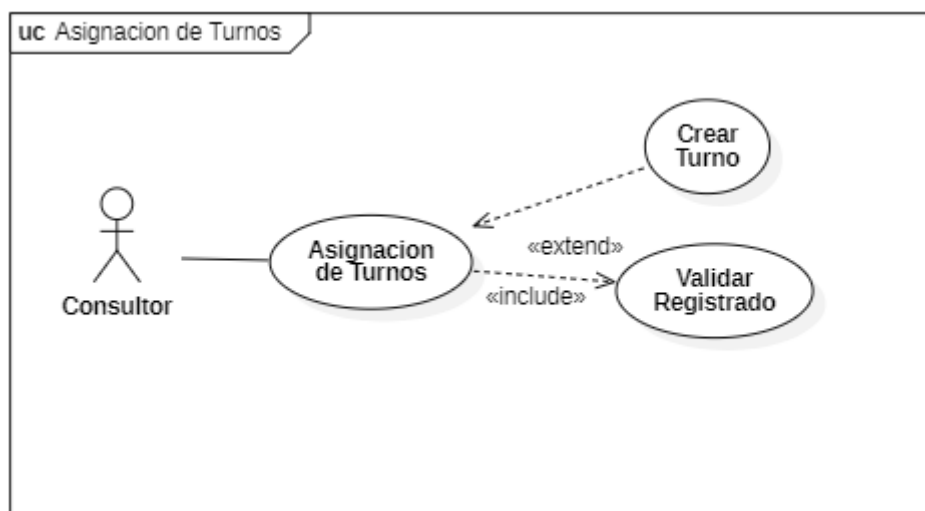 uc Asignacion de Turnos
Crear
Turno
Asignacion
de Turnos
«extend»
«include»
Validar
Registrado
Consultor